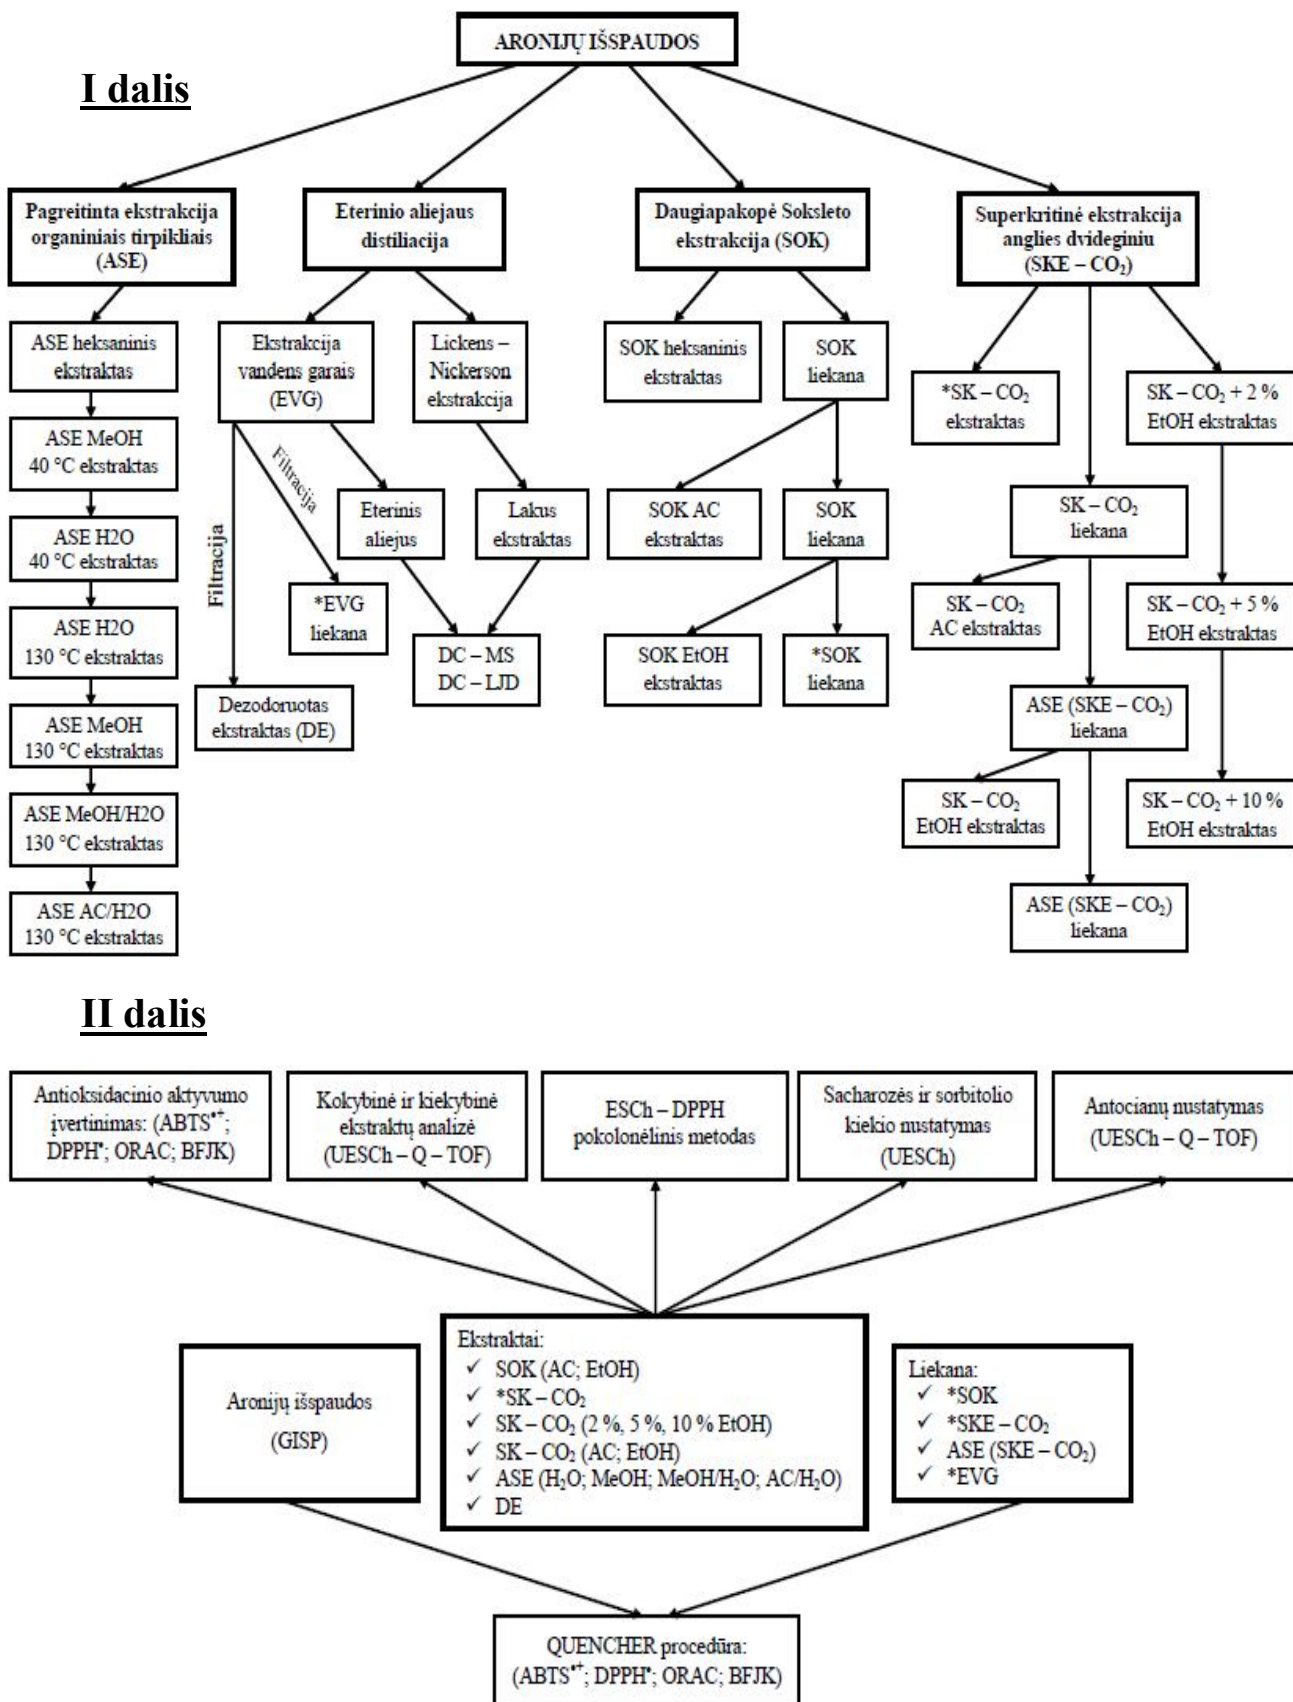 ARONIJŲ IŠSPAUDOS
I dalis
Pagreitinta ekstrakcija
organiniais tirpikliais
(ASE)
Eterinio aliejaus
distiliacija
Daugiapakopė Soksleto
ekstrakcija (SOK)
Superkritinė ekstrakcija
anglies dvideginiu
(SKE – CO₂)
ASE heksaninis
ekstraktas
ASE MeOH
40 °C ekstraktas
ASE H2O
40 °C ekstraktas
ASE H2O
130 °C ekstraktas
ASE MeOH
130 °C ekstraktas
ASE MeOH/H2O
130 °C ekstraktas
ASE AC/H2O
130 °C ekstraktas
Ekstrakcija
vandens garais
(EVG)
Lickens –
Nickerson
ekstrakcija
Filtracija
Filtracija
Eterinis
aliejus
Lakus
ekstraktas
*EVG
liekana
DC – MS
DC – LJD
Dezodoruotas
ekstraktas (DE)
SOK heksaninis
ekstraktas
SOK
liekana
SOK AC
ekstraktas
SOK
liekana
SOK EtOH
ekstraktas
*SOK
liekana
*SK – CO₂
ekstraktas
SK – CO₂ + 2 %
EtOH ekstraktas
SK – CO₂
liekana
SK – CO₂
AC ekstraktas
SK – CO₂ + 5 %
EtOH ekstraktas
ASE (SKE – CO₂)
liekana
SK – CO₂
EtOH ekstraktas
SK – CO₂ + 10 %
EtOH ekstraktas
ASE (SKE – CO₂)
liekana
II dalis
Antioksidacinio aktyvumo
įvertinimas: (ABTS•⁺;
DPPH•; ORAC; BFJK)
Kokybinė ir kiekybinė
ekstraktų analizė
(UESCh – Q – TOF)
ESCh – DPPH
pokolonėlinis metodas
Sacharozės ir sorbitolio
kiekio nustatymas
(UESCh)
Antocianų nustatymas
(UESCh – Q – TOF)
Aronijų išspaudos
(GISP)
Ekstraktai:
✓ SOK (AC; EtOH)
✓ *SK – CO₂
✓ SK – CO₂ (2 %, 5 %, 10 % EtOH)
✓ SK – CO₂ (AC; EtOH)
✓ ASE (H₂O; MeOH; MeOH/H₂O; AC/H₂O)
✓ DE
Liekana:
✓ *SOK
✓ *SKE – CO₂
✓ ASE (SKE – CO₂)
✓ *EVG
QUENCHER procedūra:
(ABTS•⁺; DPPH•; ORAC; BFJK)